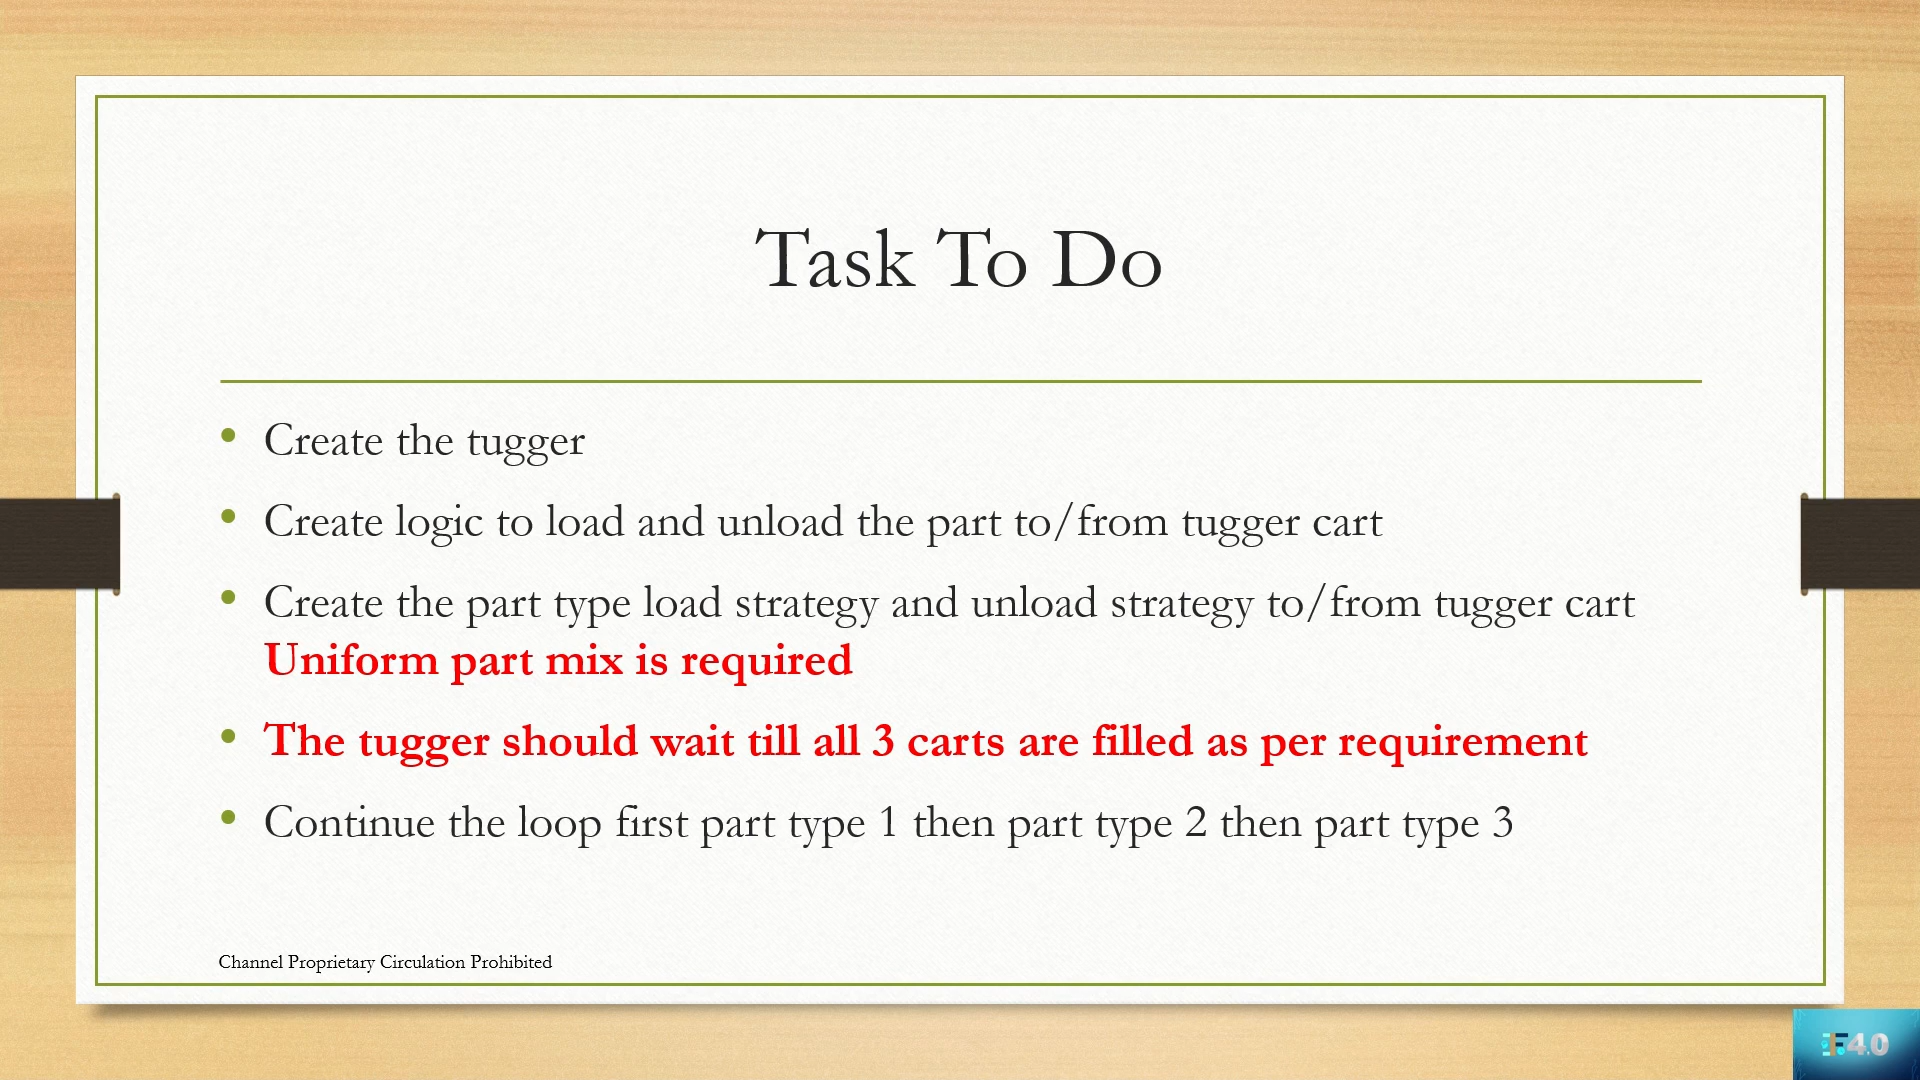 Task To Do
• Create the tugger
• Create logic to load and unload the part to/from tugger cart
• Create the part type load strategy and unload strategy to/from tugger cart
Uniform part mix is required
• The tugger should wait till all 3 carts are filled as per requirement
• Continue the loop first part type 1 then part type 2 then part type 3
Channel Proprietary Circulation Prohibited
F4.0